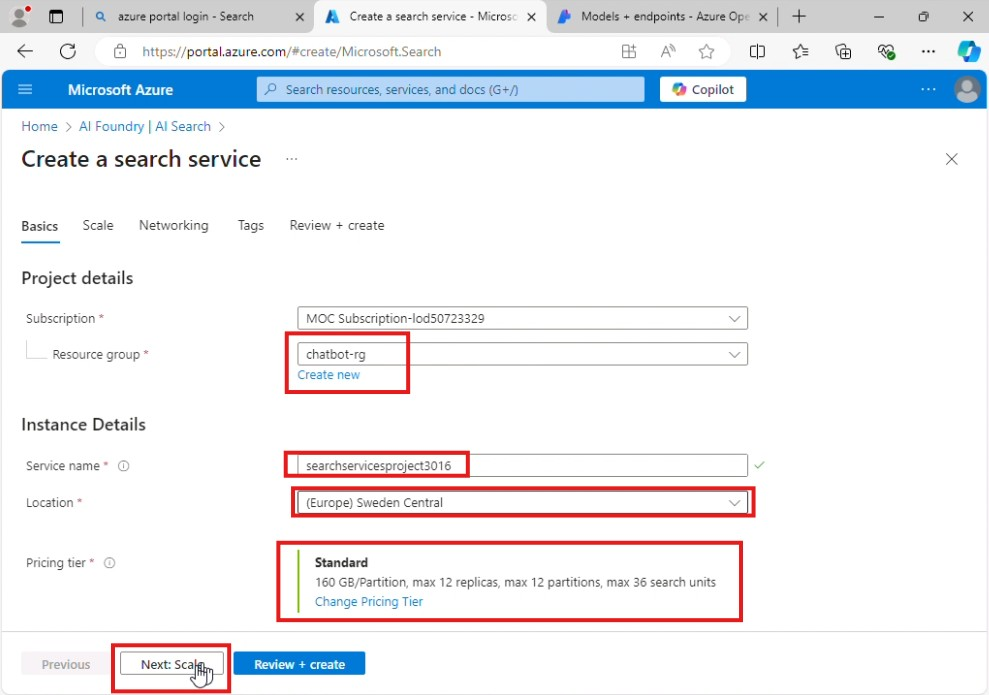 azure portal login - Search
Create a search service - Microsc
Models + endpoints - Azure Ope
https://portal.azure.com/#create/Microsoft.Search
Microsoft Azure
Search resources, services, and docs (G+/)
Copilot
Home > AI Foundry | AI Search >
Create a search service
Basics Scale Networking Tags Review + create
Project details
Subscription *
MOC Subscription-lod50723329
Resource group *
chatbot-rg
Create new
Instance Details
Service name *
searchservicesproject3016
Location *
(Europe) Sweden Central
Pricing tier *
Standard
160 GB/Partition, max 12 replicas, max 12 partitions, max 36 search units
Change Pricing Tier
Previous
Next: Scale
Review + create